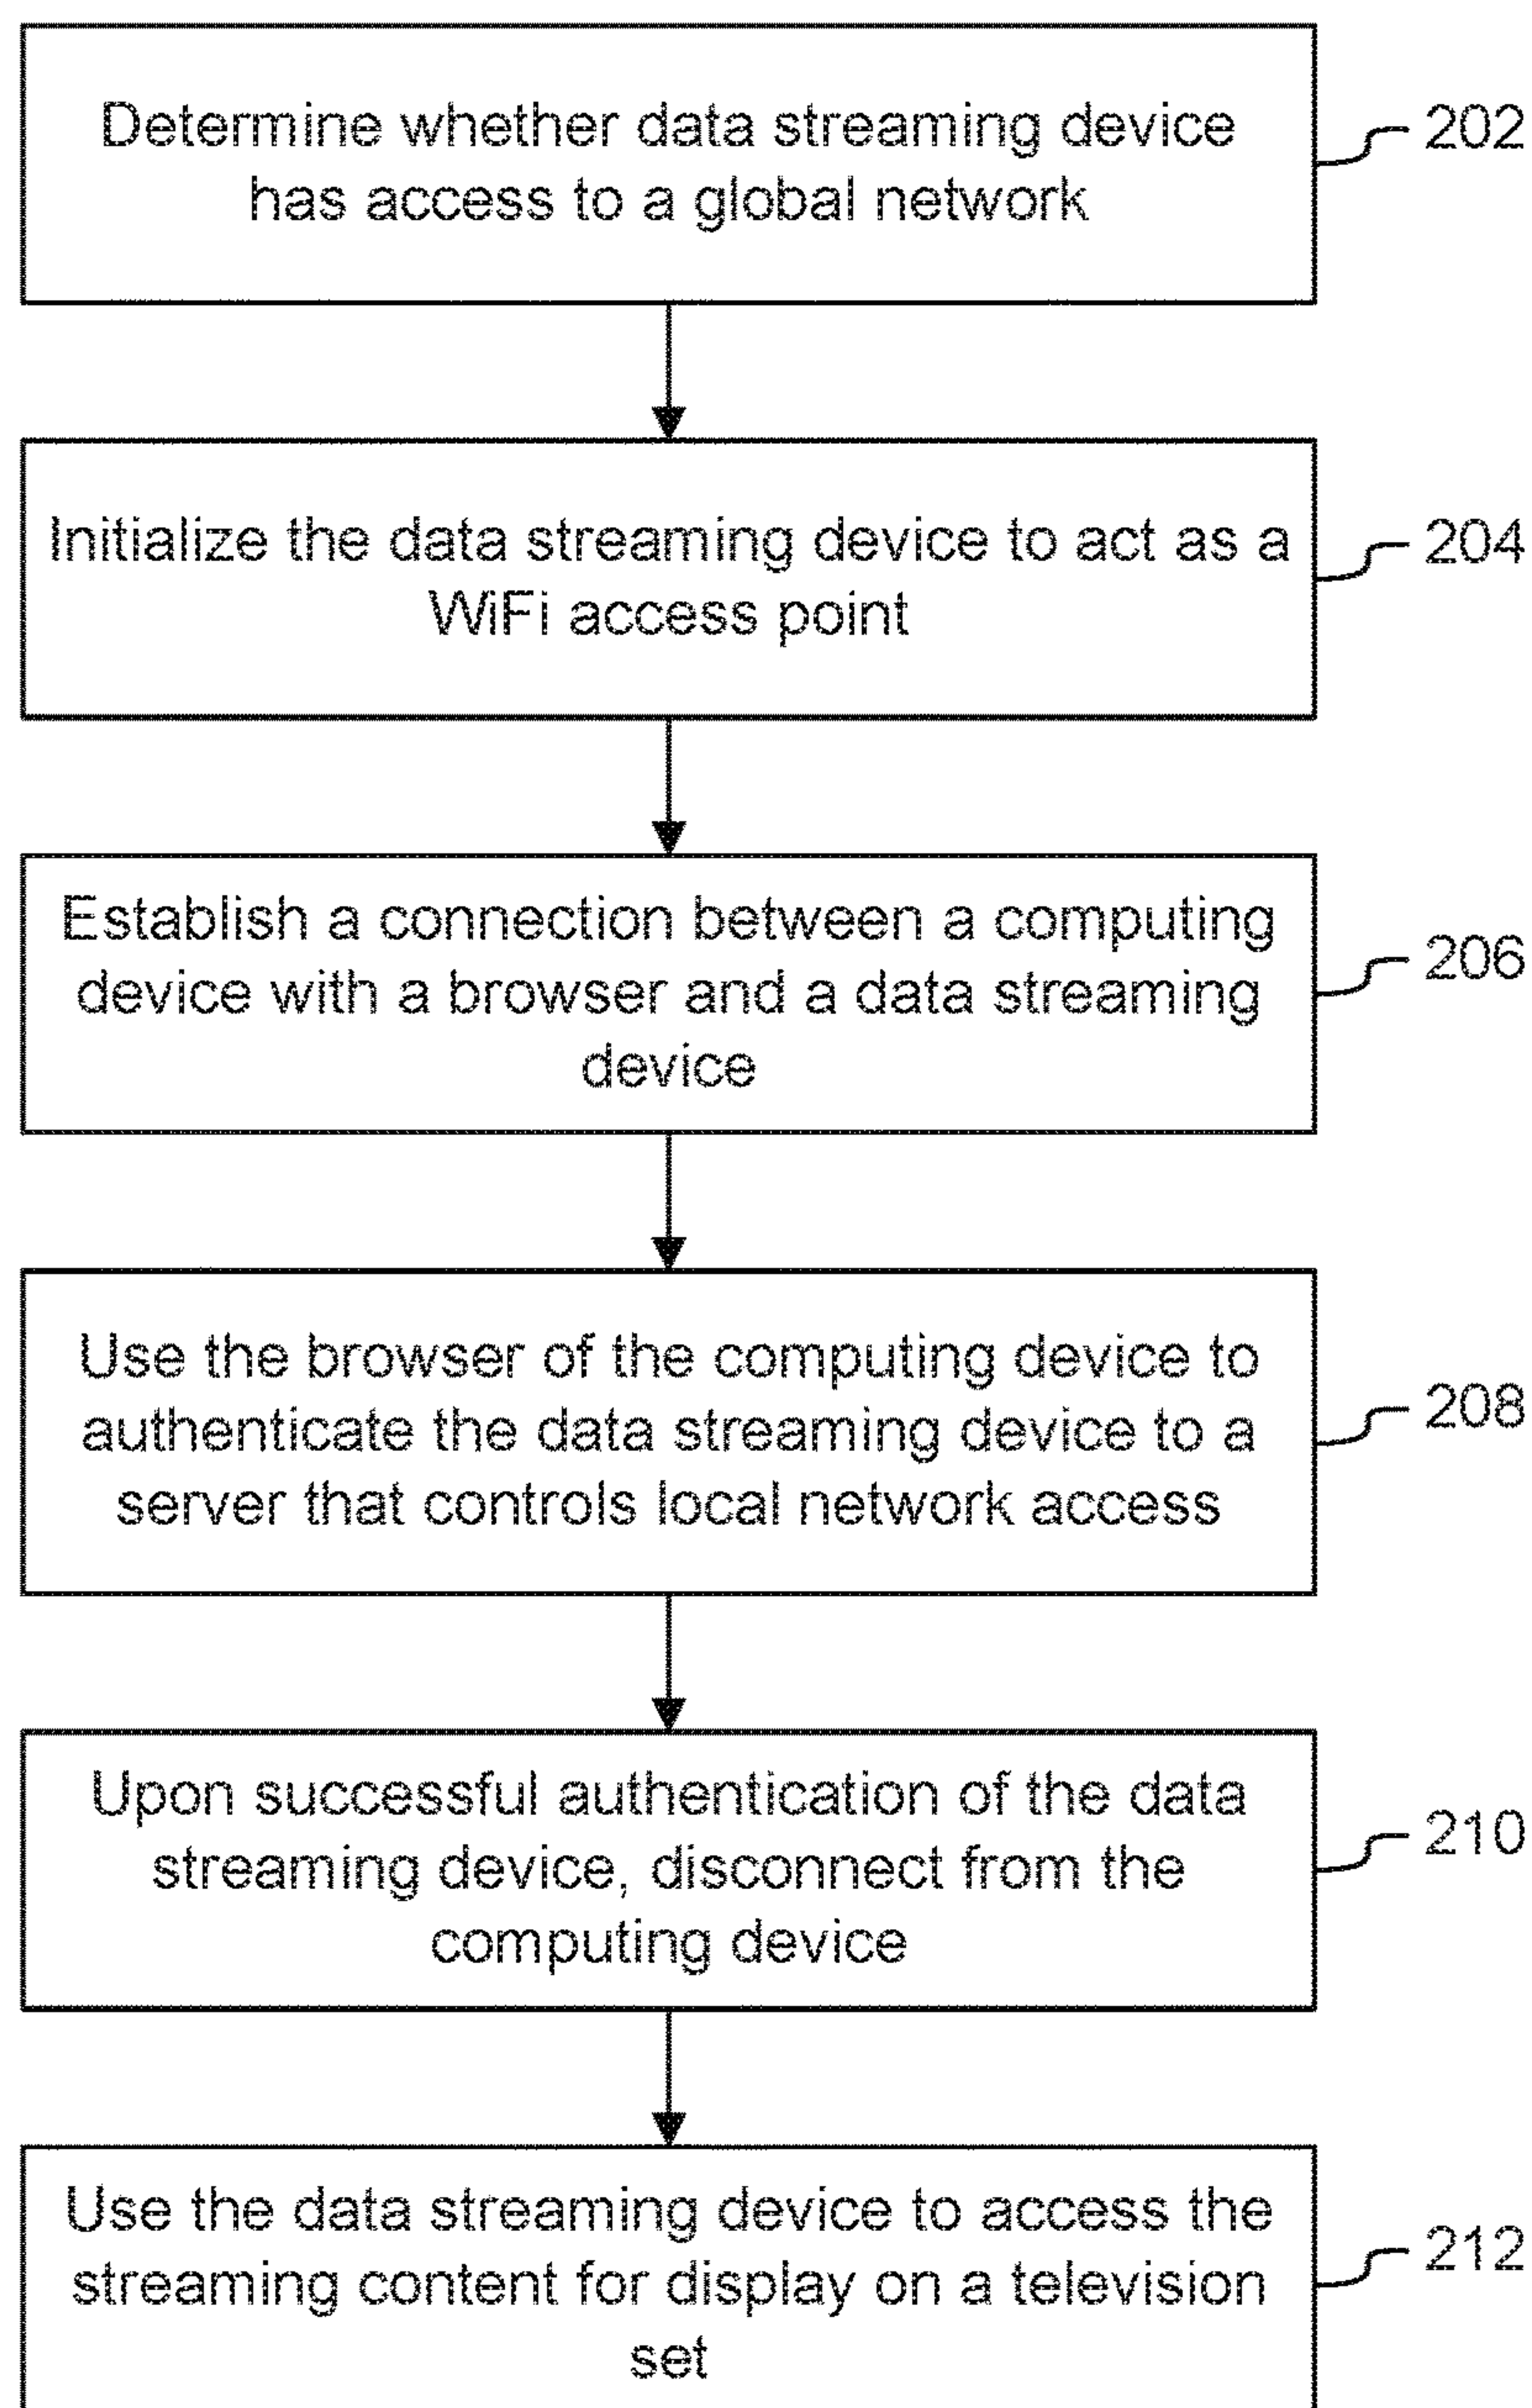 Determine whether data streaming device
has access to a global network
202
Initialize the data streaming device to act as a
WiFi access point
204
Establish a connection between a computing
device with a browser and a data streaming
device
206
Use the browser of the computing device to
authenticate the data streaming device to a
server that controls local network access
208
Upon successful authentication of the data
streaming device, disconnect from the
computing device
210
Use the data streaming device to access the
streaming content for display on a television
set
212